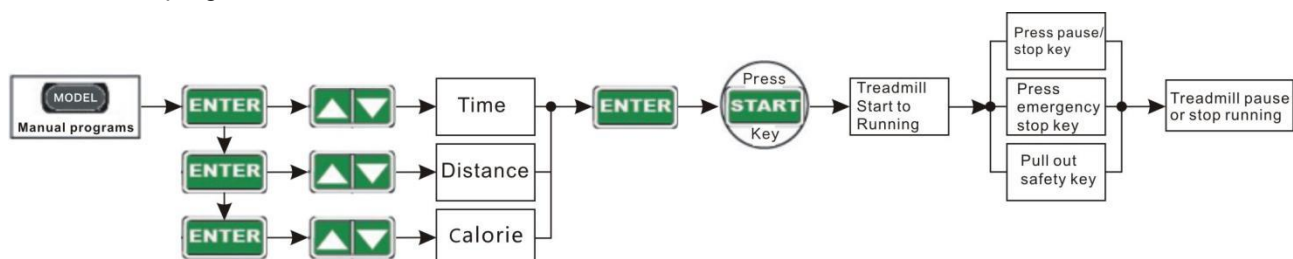 MODEL
Manual programs
ENTER
Time
ENTER
Press
START
Key
Treadmill
Start to
Running
Press pause/
stop key
Press
emergency
stop key
Pull out
safety key
Treadmill pause
or stop running
ENTER
Distance
ENTER
Calorie